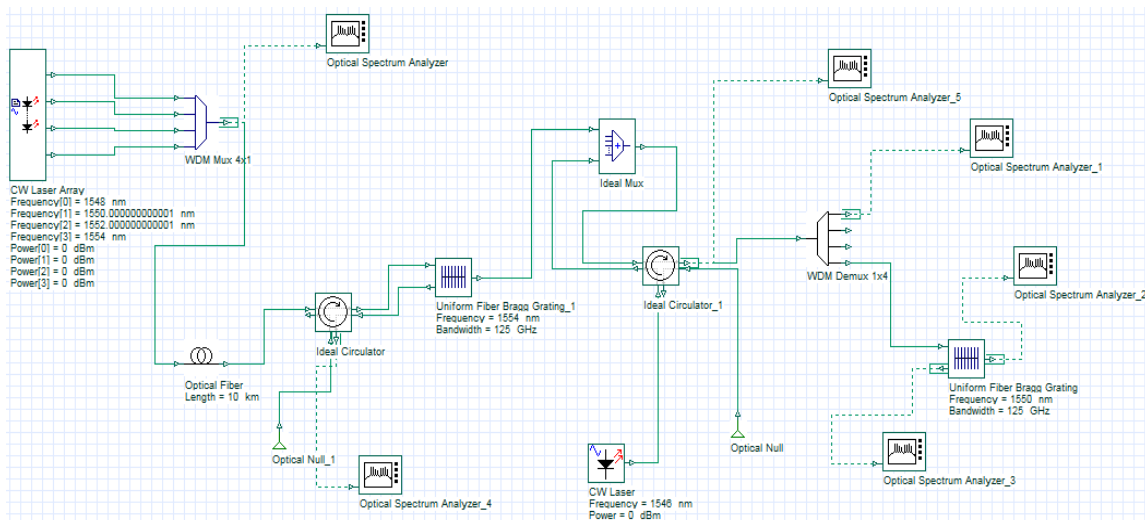 Optical Spectrum Analyzer
Optical Spectrum Analyzer_5
WDM Mux 4x1
Optical Spectrum Analyzer_1
Ideal Mux
CW Laser Array
Frequency[0] = 1548 nm
Frequency[1] = 1550.000000000001 nm
Frequency[2] = 1552.000000000001 nm
Frequency[3] = 1554 nm
Power[0] = 0 dBm
Power[1] = 0 dBm
Power[2] = 0 dBm
Power[3] = 0 dBm
WDM Demux 1x4
Optical Spectrum Analyzer_2
Uniform Fiber Bragg Grating_1
Frequency = 1554 nm
Bandwidth = 125 GHz
Ideal Circulator_1
Ideal Circulator
Optical Fiber
Length = 10 km
Uniform Fiber Bragg Grating
Frequency = 1550 nm
Bandwidth = 125 GHz
Optical Null_1
Optical Null
Optical Spectrum Analyzer_3
Optical Spectrum Analyzer_4
CW Laser
Frequency = 1546 nm
Power = 0 dBm